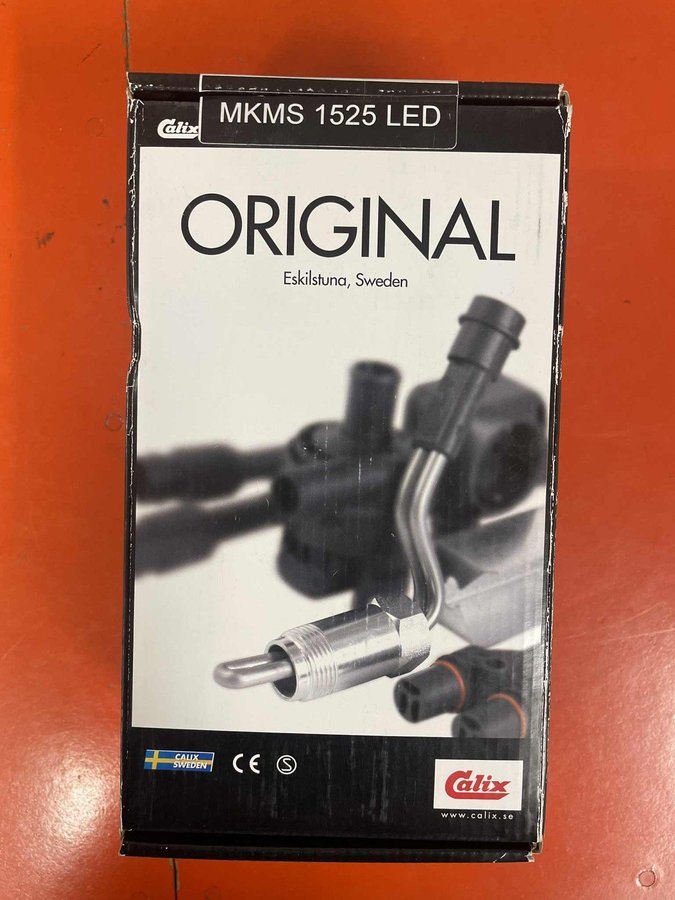 MKMS 1525 LED
Calix
ORIGINAL
Eskilstuna, Sweden
CALIX
SWEDEN
CE
S
Calix
www.calix.se